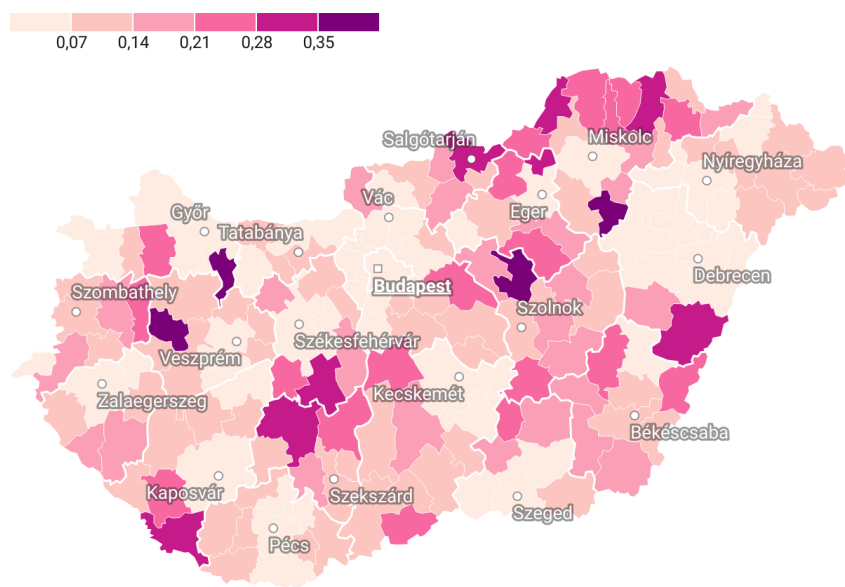 0,07 0,14 0,21 0,28 0,35
Salgótarján
Miskolc
Nyíregyháza
Vác
Eger
Győr
Tatabánya
Debrecen
Budapest
Szombathely
Szolnok
Székesfehérvár
Veszprém
Kecskemét
Zalaegerszeg
Békéscsaba
Kaposvár
Szekszárd
Szeged
Pécs